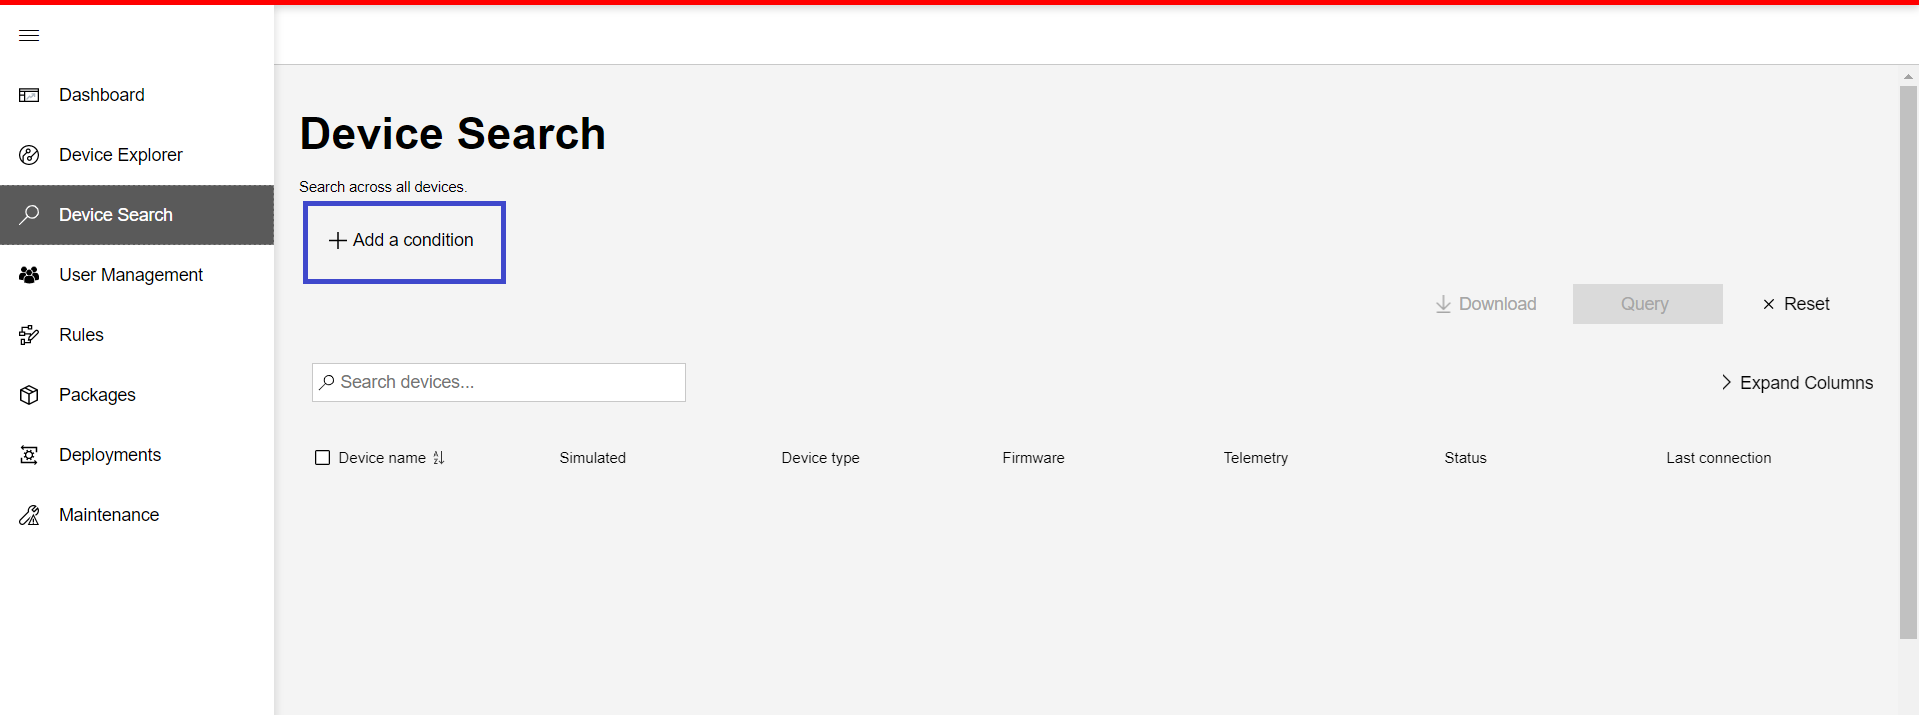 Dashboard
Device Explorer
Device Search
User Management
Rules
Packages
Deployments
Maintenance
Device Search
Search across all devices.
Add a condition
Download Query Reset
Search devices... Expand Columns
Device name Simulated Device type Firmware Telemetry Status Last connection